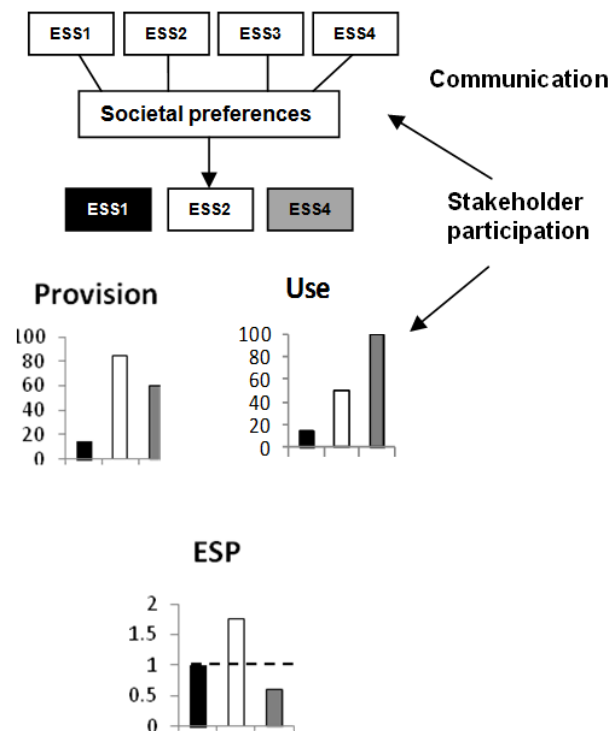 ESS1 ESS2 ESS3 ESS4
Communication
Societal preferences
ESS1 ESS2 ESS4
Stakeholder
participation
Provision
100
80
60
40
20
0
Use
100
80
60
40
20
0
ESP
2
1.5
1
0.5
0